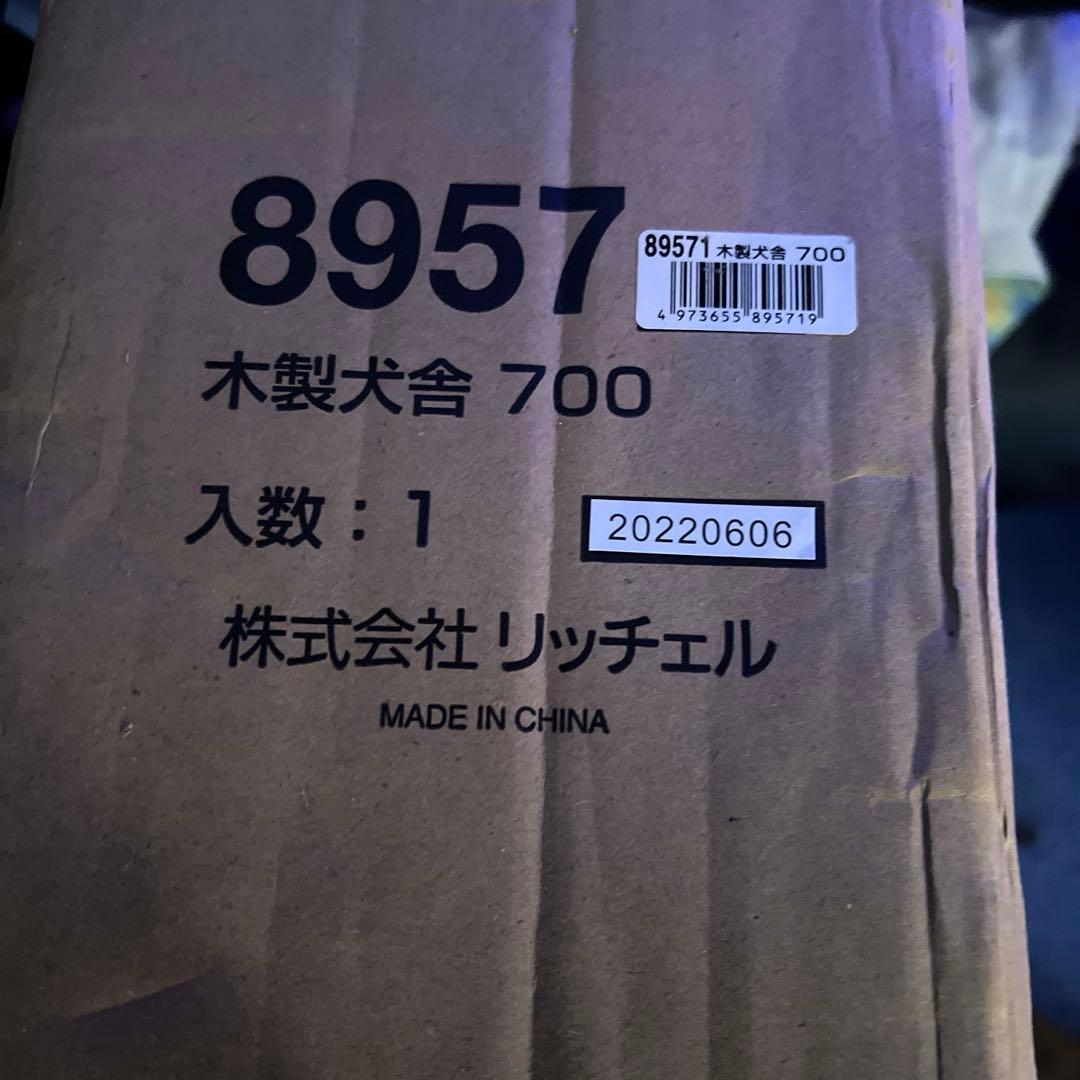 8957
89571 木製犬舎 700
4 973655 895719
木製犬舎 700
入数：1
20220606
株式会社 リッチェル
MADE IN CHINA